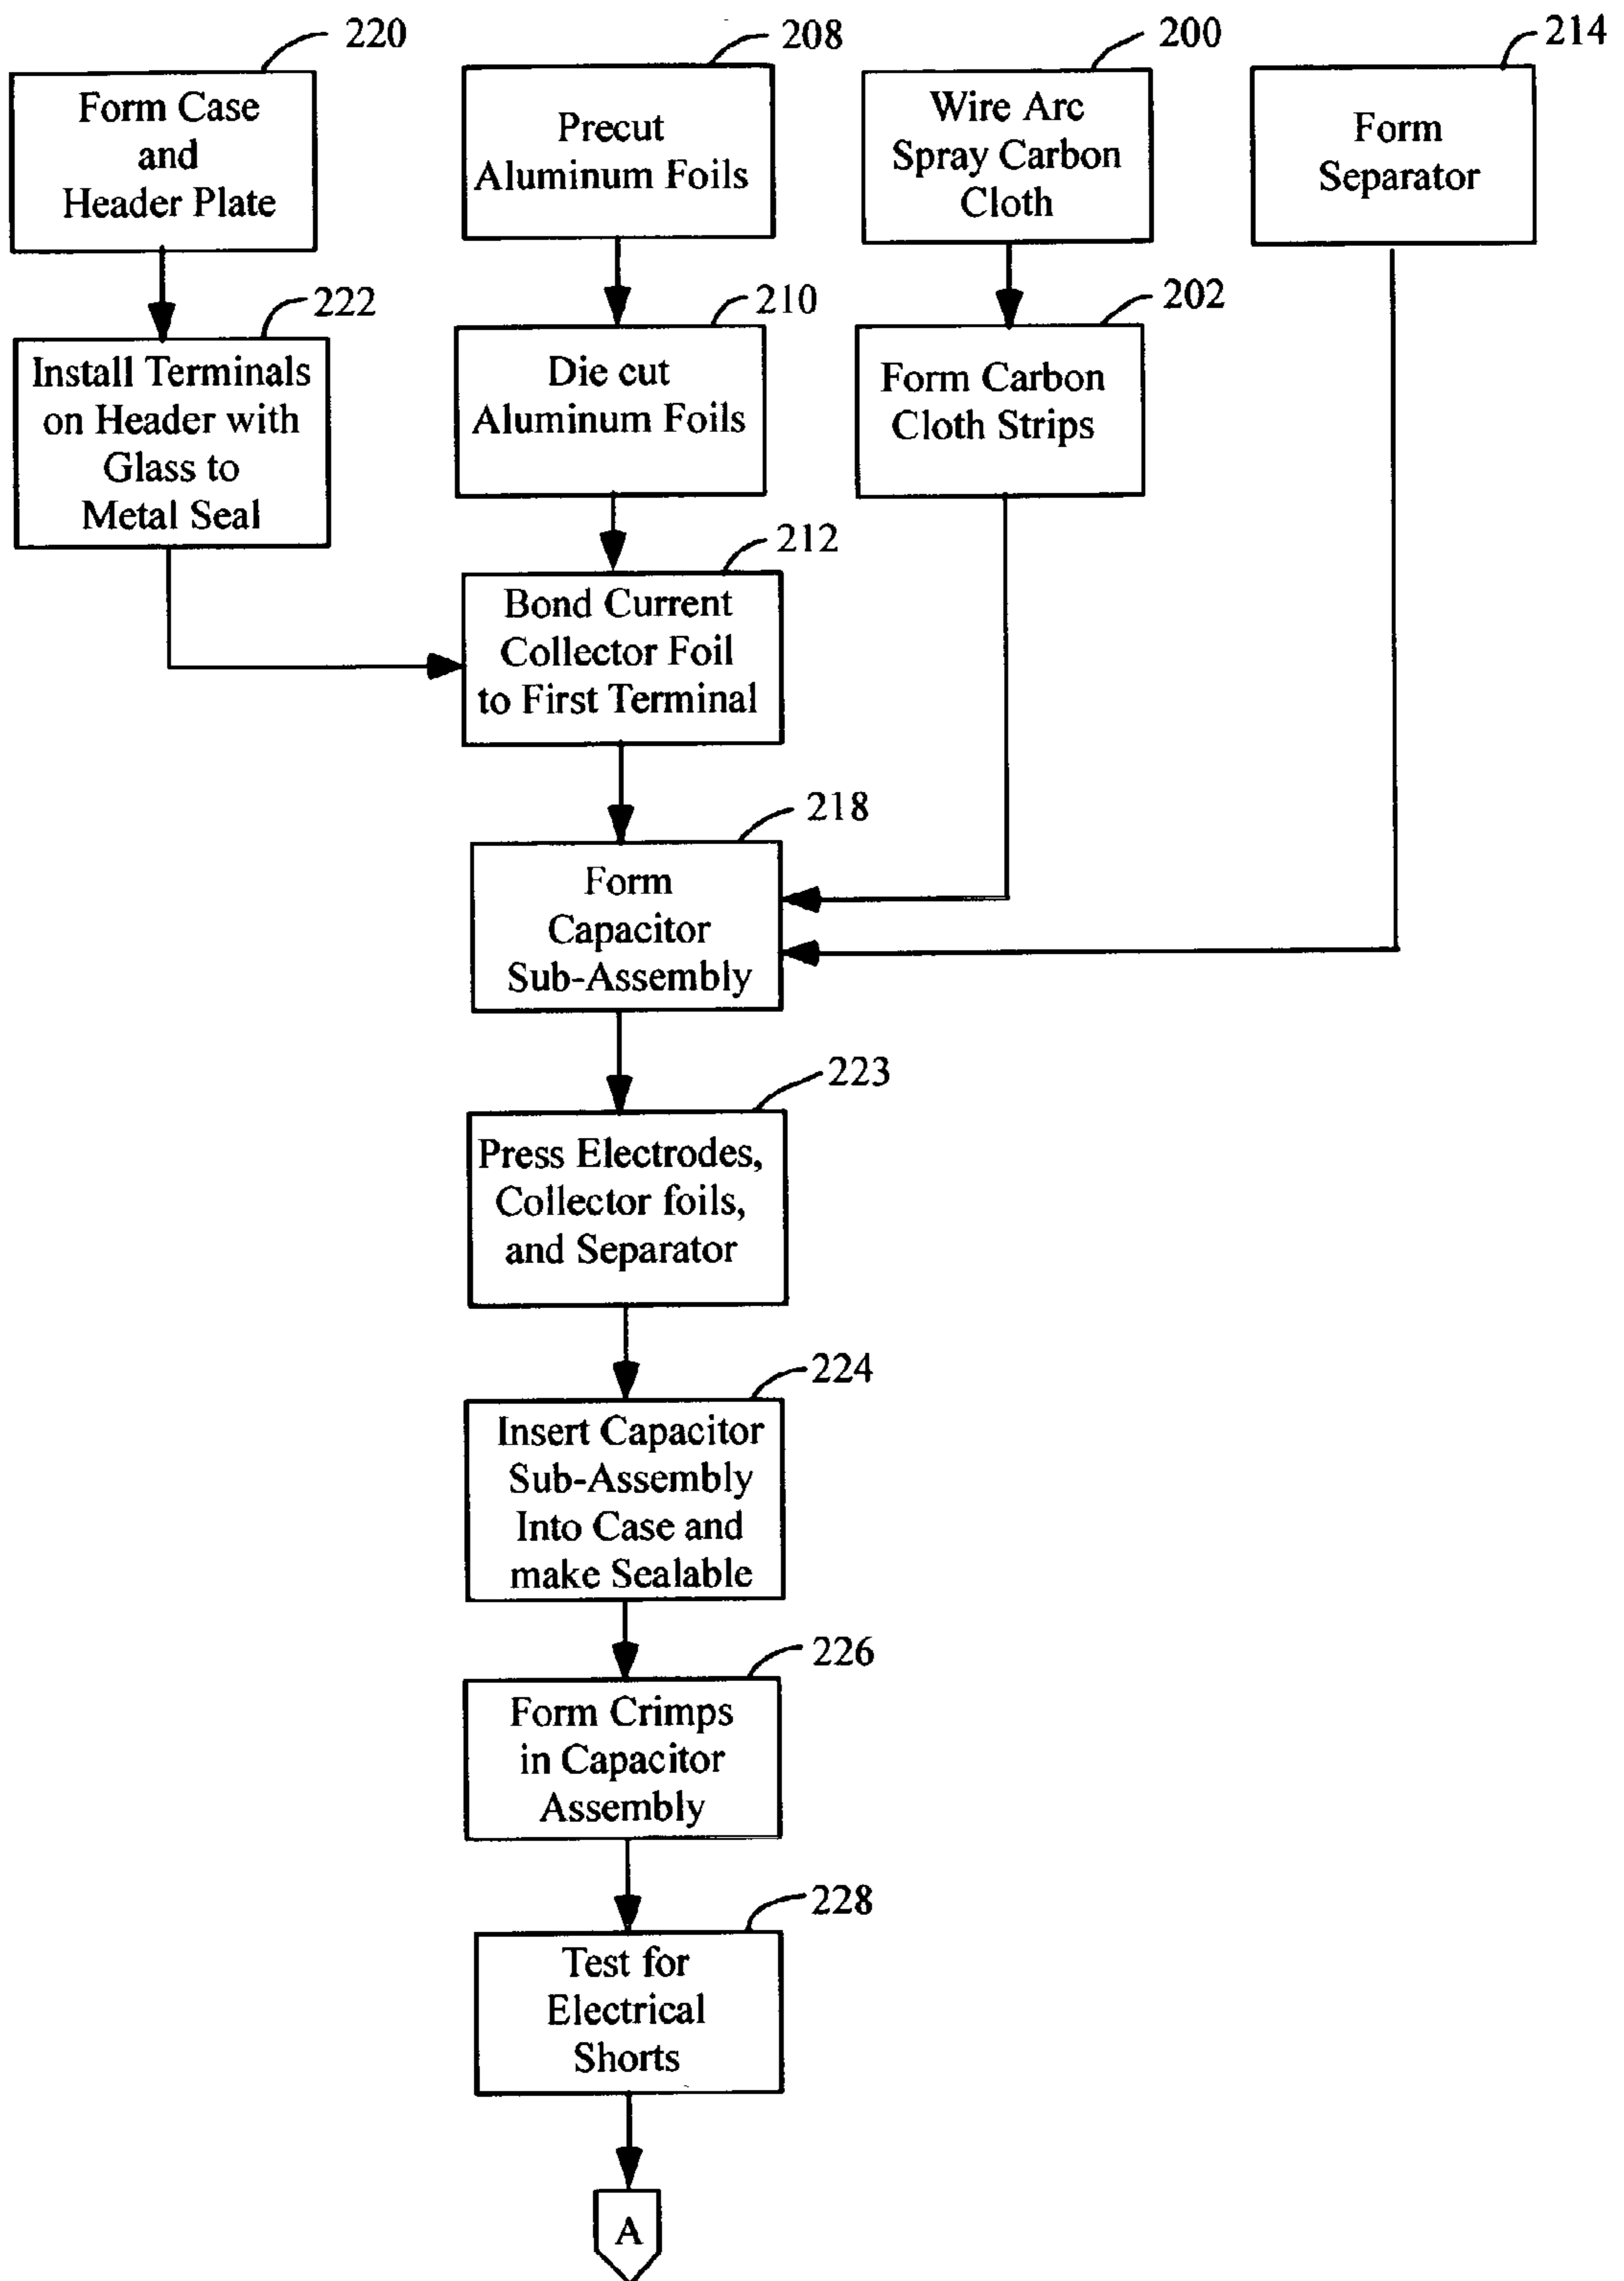 220
Form Case
and
Header Plate
208
Precut
Aluminum Foils
200
Wire Arc
Spray Carbon
Cloth
214
Form
Separator
222
Install Terminals
on Header with
Glass to
Metal Seal
210
Die cut
Aluminum Foils
202
Form Carbon
Cloth Strips
212
Bond Current
Collector Foil
to First Terminal
218
Form
Capacitor
Sub-Assembly
223
Press Electrodes,
Collector foils,
and Separator
224
Insert Capacitor
Sub-Assembly
Into Case and
make Sealable
226
Form Crimps
in Capacitor
Assembly
228
Test for
Electrical
Shorts
A